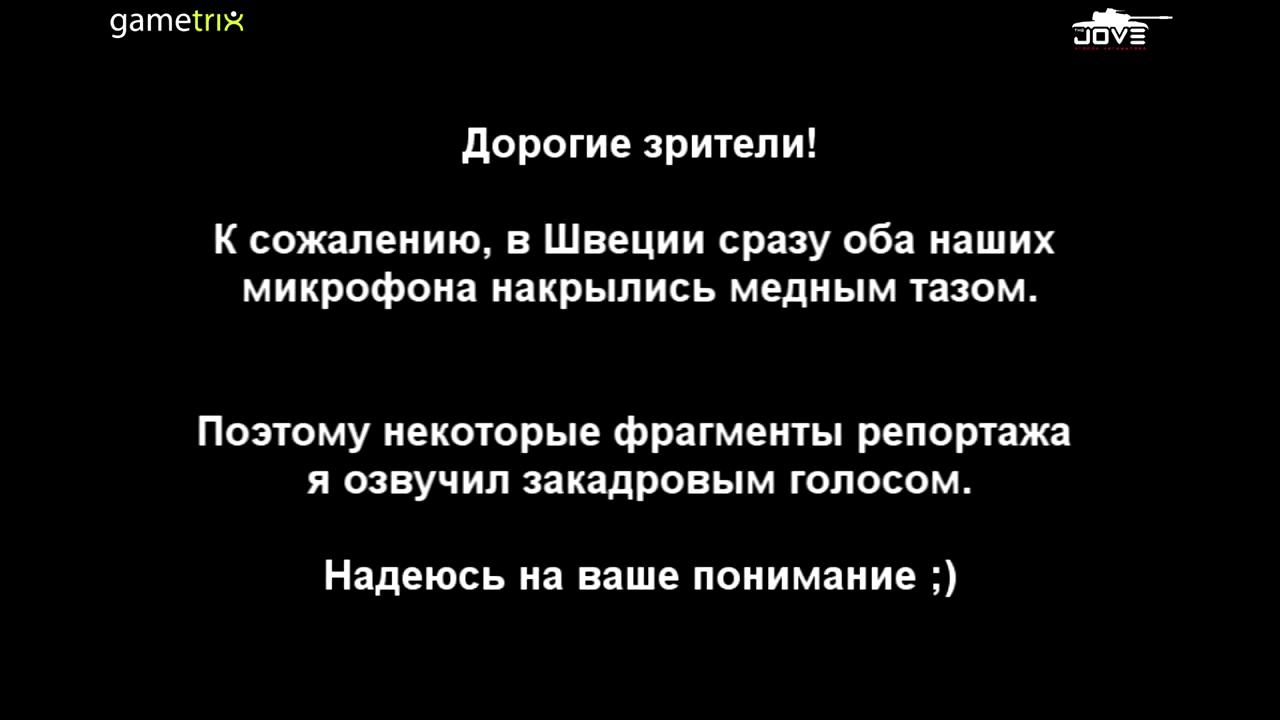 gametrix
THE JOVE
Дорогие зрители!
К сожалению, в Швеции сразу оба наших
микрофона накрылись медным тазом.
Поэтому некоторые фрагменты репортажа
я озвучил закадровым голосом.
Надеюсь на ваше понимание ;)